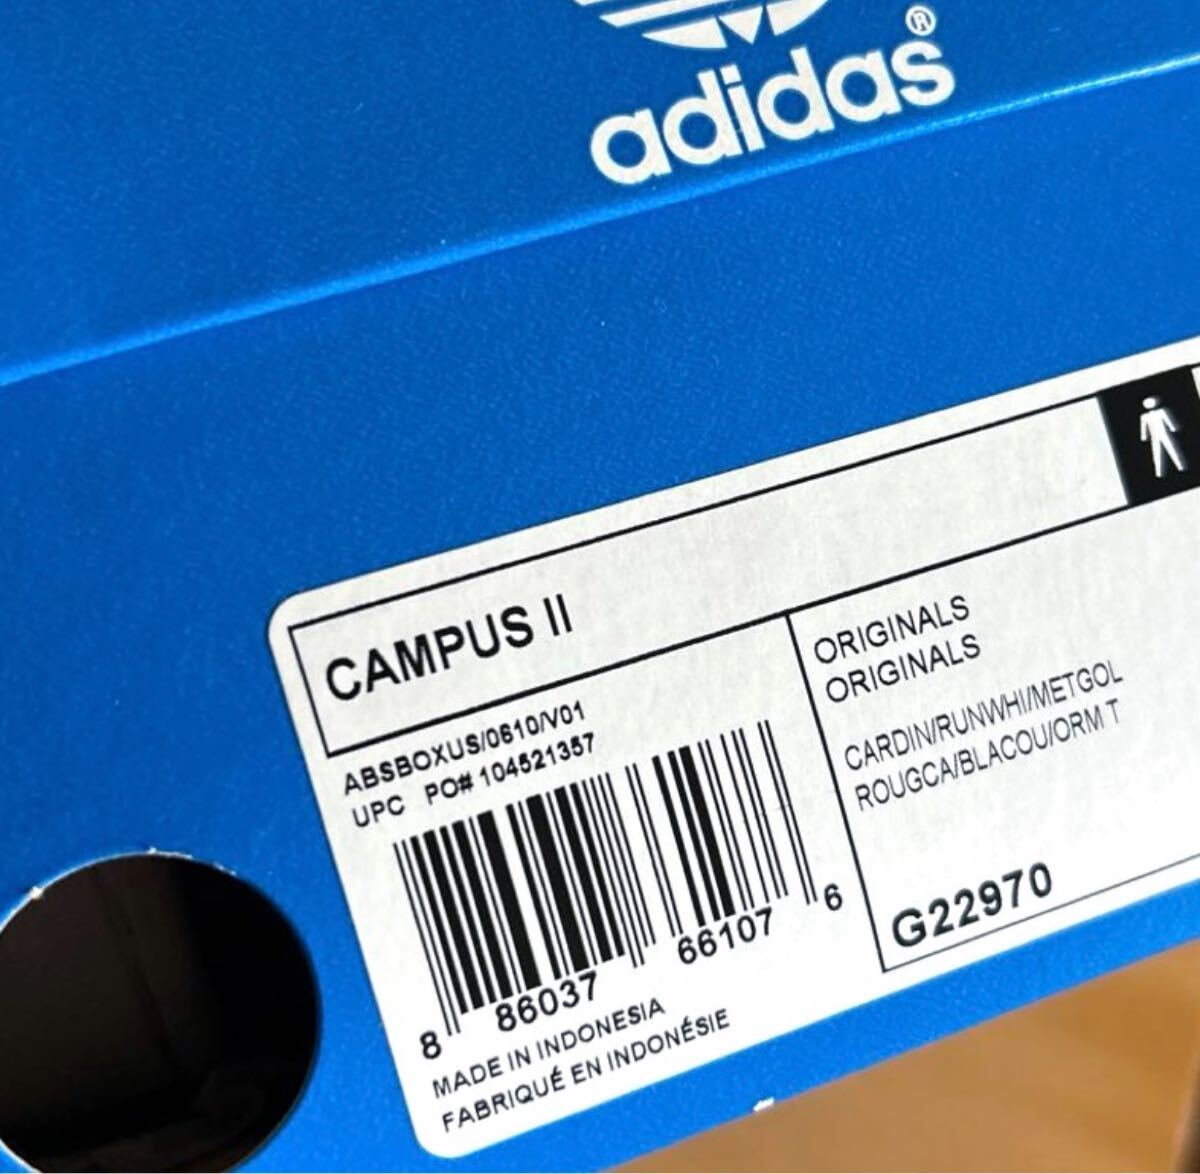 adidas®
CAMPUS II
ABSBOXUS/0610/V01
UPC PO# 104521357
8 86037 66107 6
MADE IN INDONESIA
FABRIQUÉ EN INDONÉSIE
ORIGINALS
ORIGINALS
CARDIN/RUNWHI/METGOL
ROUGCA/BLACOU/ORM T
G22970